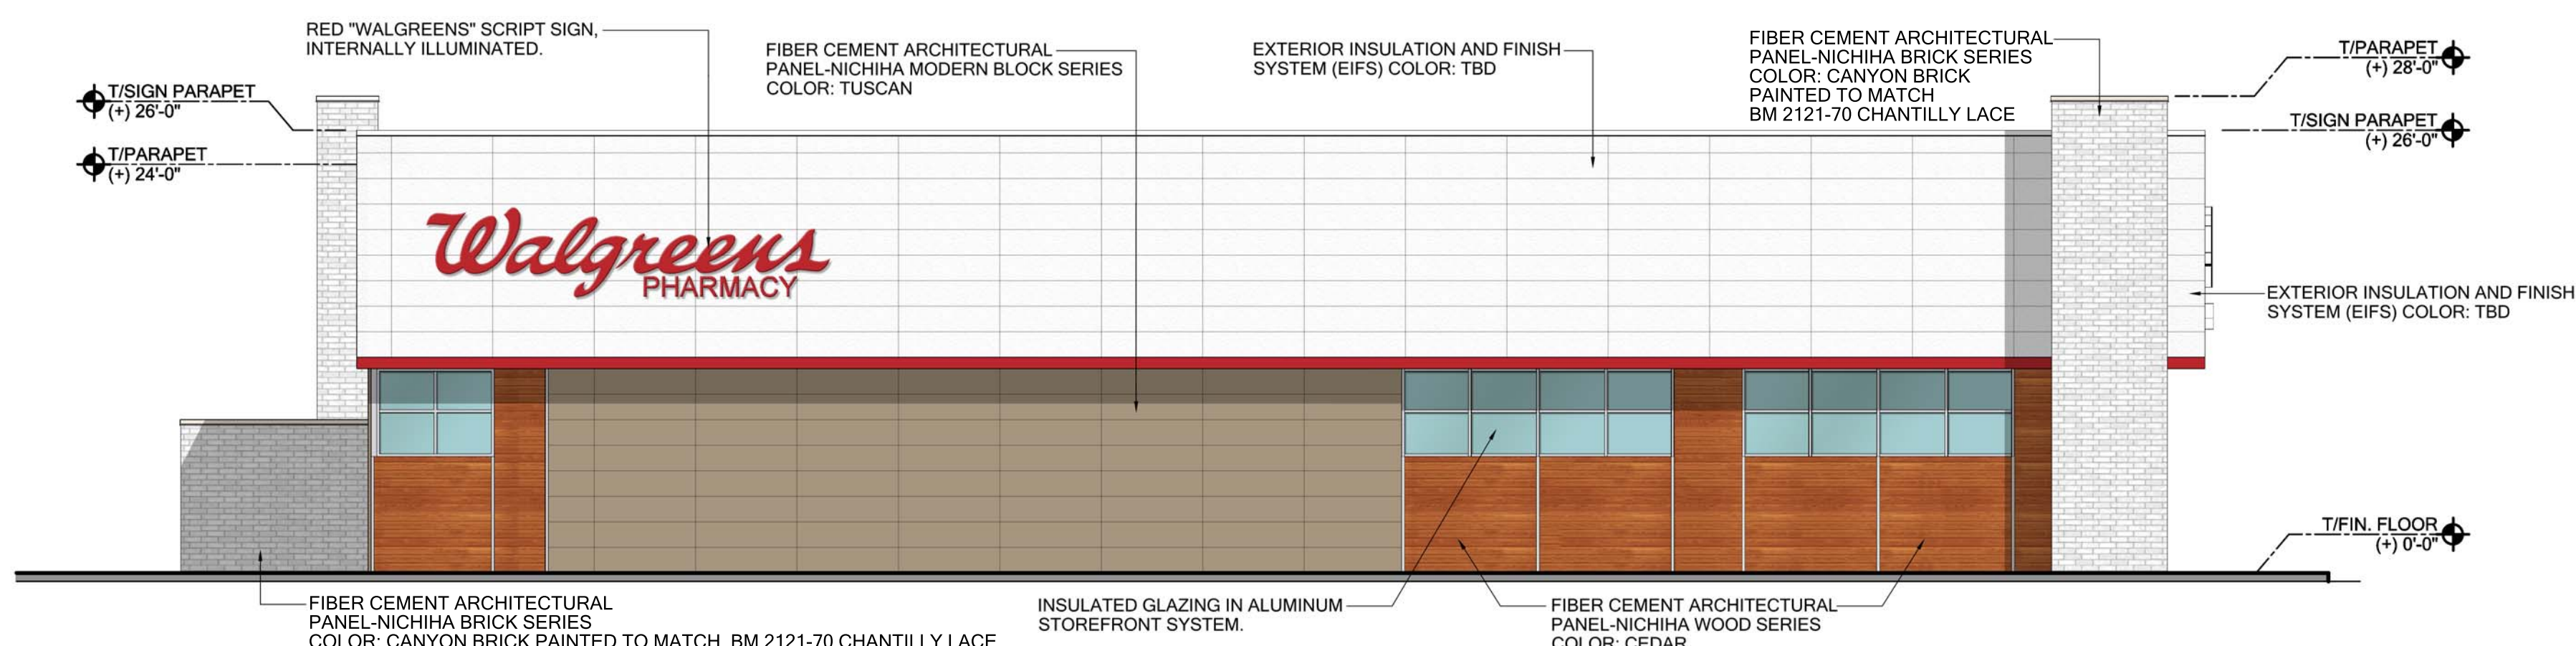 RED "WALGREENS" SCRIPT SIGN,
INTERNALLY ILLUMINATED.
FIBER CEMENT ARCHITECTURAL
PANEL-NICHIHA MODERN BLOCK SERIES
COLOR: TUSCAN
EXTERIOR INSULATION AND FINISH
SYSTEM (EIFS) COLOR: TBD
FIBER CEMENT ARCHITECTURAL
PANEL-NICHIHA BRICK SERIES
COLOR: CANYON BRICK
PAINTED TO MATCH
BM 2121-70 CHANTILLY LACE
T/PARAPET
(+) 28'-0"
T/SIGN PARAPET
(+) 26'-0"
T/SIGN PARAPET
(+) 26'-0"
T/PARAPET
(+) 24'-0"
Walgreens
PHARMACY
EXTERIOR INSULATION AND FINISH
SYSTEM (EIFS) COLOR: TBD
T/FIN. FLOOR
(+) 0'-0"
FIBER CEMENT ARCHITECTURAL
PANEL-NICHIHA BRICK SERIES
COLOR: CANYON BRICK PAINTED TO MATCH BM 2121-70 CHANTILLY LACE
INSULATED GLAZING IN ALUMINUM
STOREFRONT SYSTEM.
FIBER CEMENT ARCHITECTURAL
PANEL-NICHIHA WOOD SERIES
COLOR: CEDAR